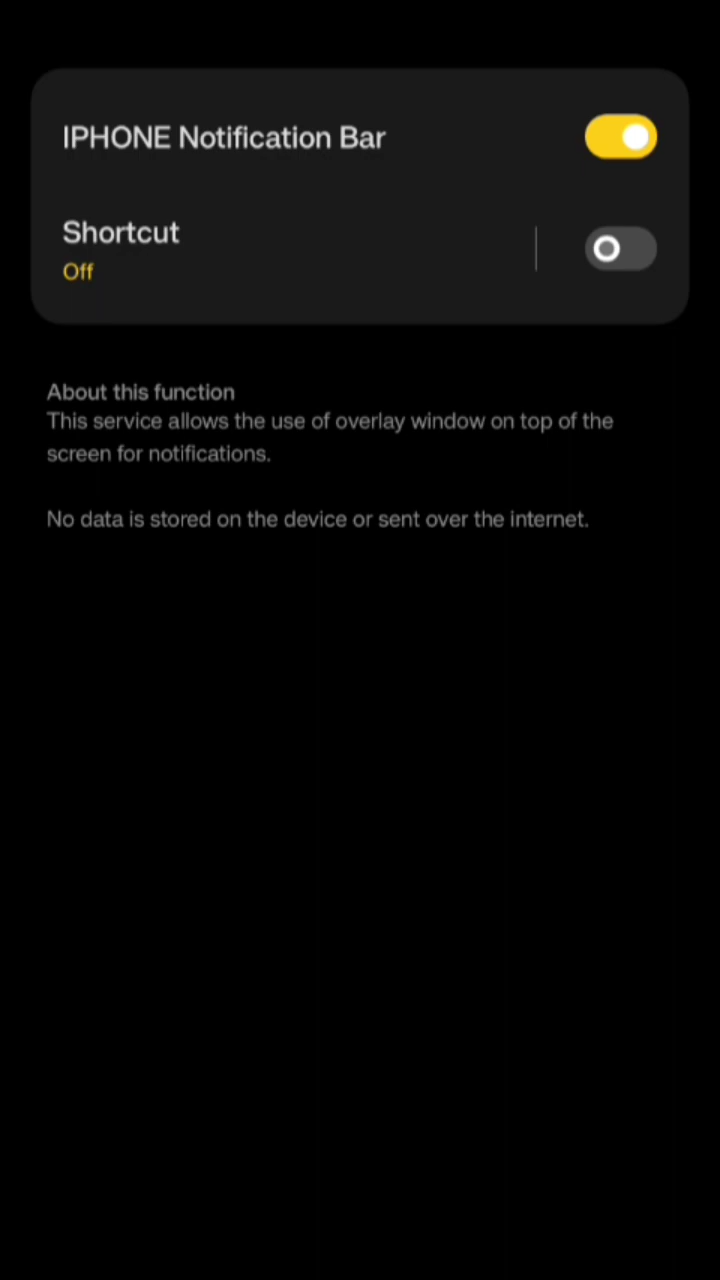 IPHONE Notification Bar
Shortcut
Off
About this function
This service allows the use of overlay window on top of the
screen for notifications.
No data is stored on the device or sent over the internet.